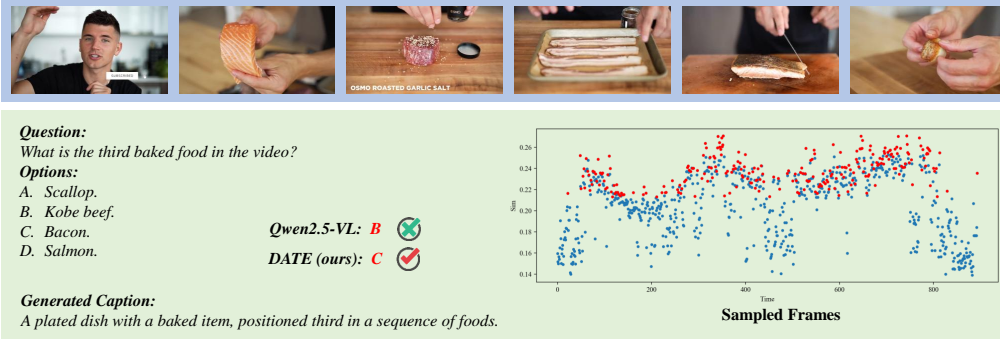 SUBSCRIBED
OSMO ROASTED GARLIC SALT
Question:
What is the third baked food in the video?
Options:
A. Scallop.
B. Kobe beef.
C. Bacon.
D. Salmon.
Qwen2.5-VL: B
DATE (ours): C
Generated Caption:
A plated dish with a baked item, positioned third in a sequence of foods.
0.26
0.24
0.22
0.20
0.18
0.16
0.14
Sim
0 200 400 600 800
Time
Sampled Frames